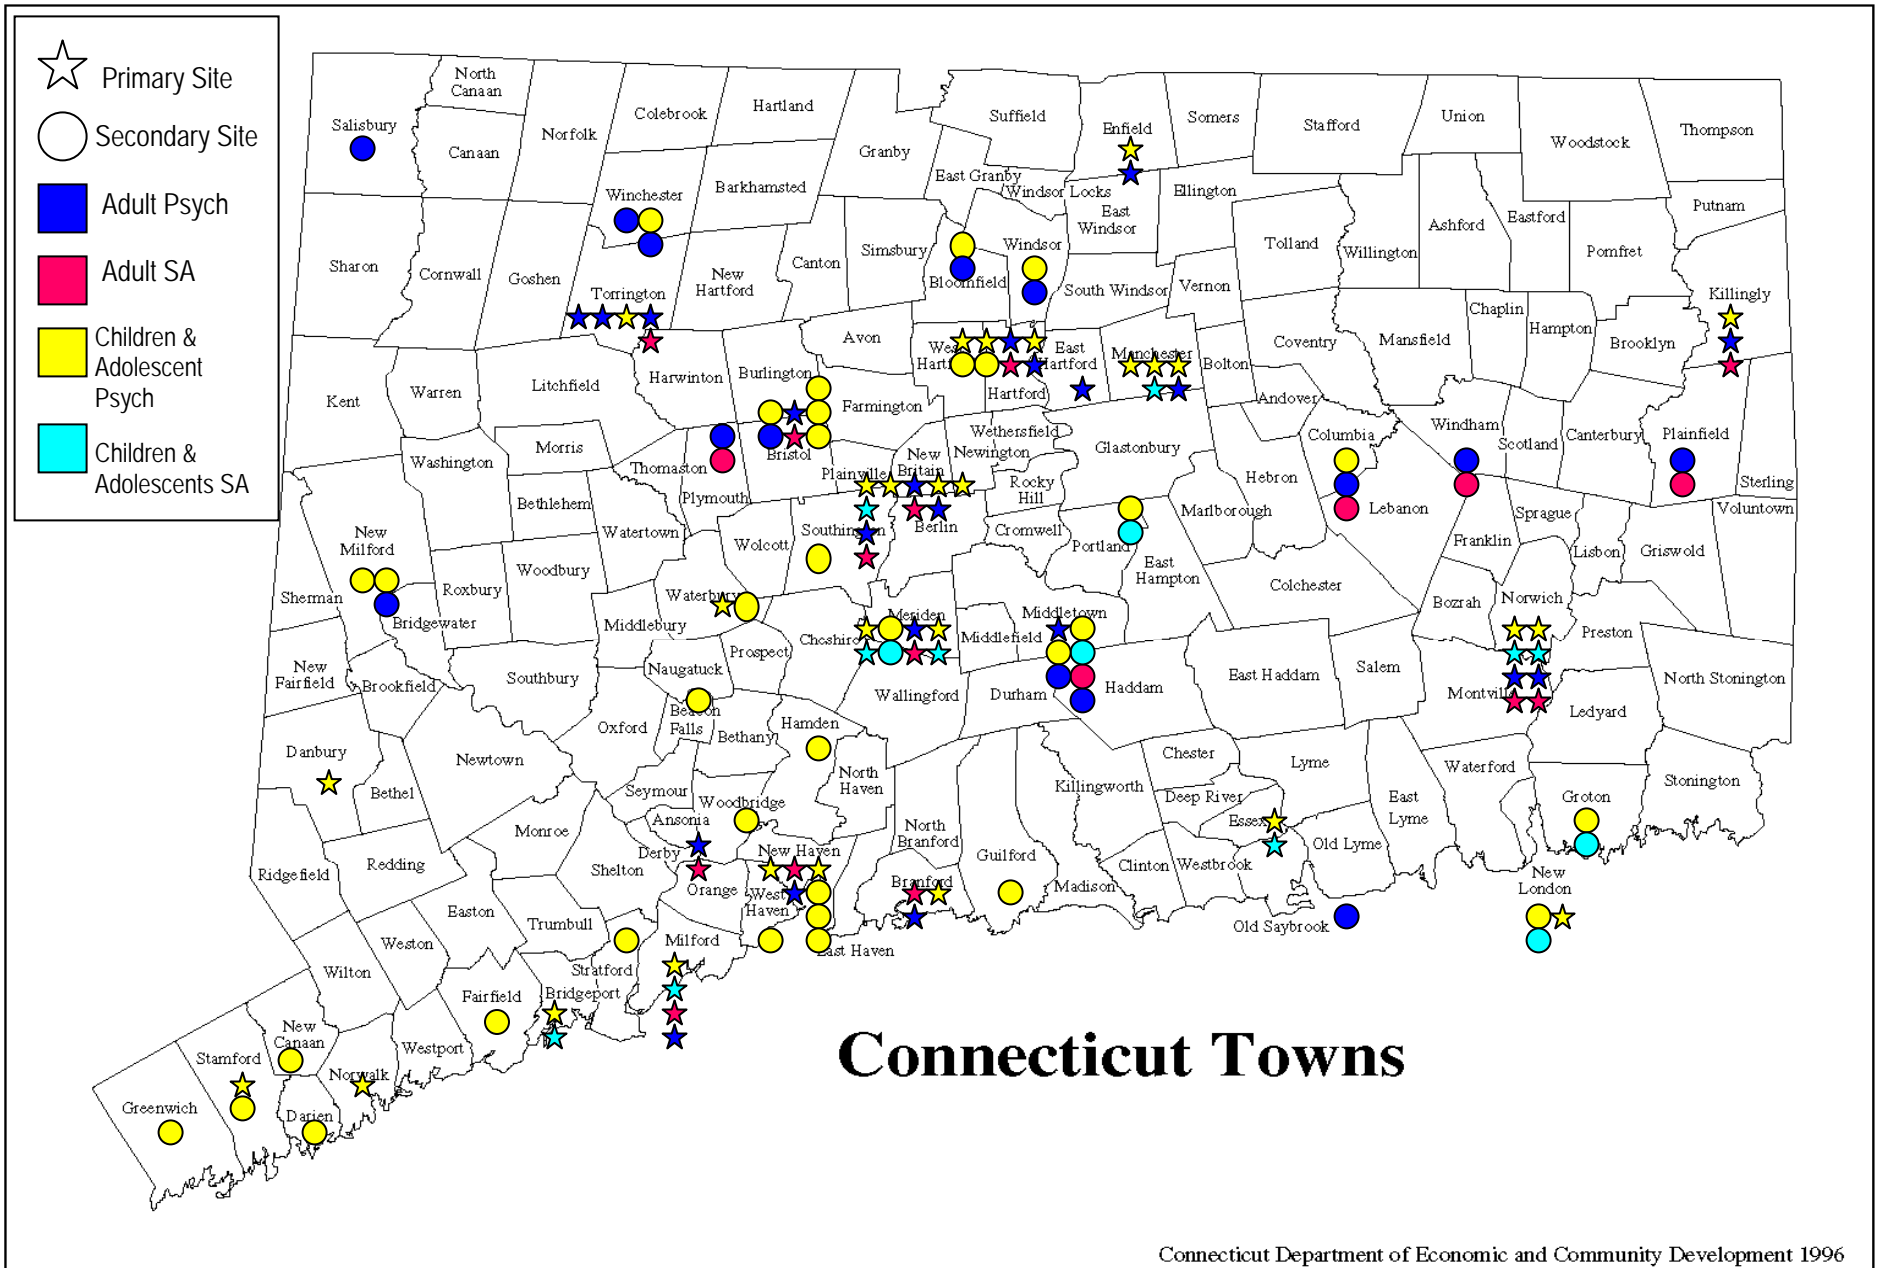 Primary Site
Secondary Site
Adult Psych
Adult SA
Children &
Adolescent
Psych
Children &
Adolescents SA
North
Canaan
Salisbury
Canaan
Norfolk
Colebrook
Hartland
Granby
Suffield
Enfield
Somers
Stafford
Union
Woodstock
Thompson
Winchester
Barkhamsted
East Granby
Windsor Locks
East
Windsor
Ellington
Tolland
Willington
Ashford
Eastford
Pomfret
Putnam
Sharon
Cornwall
Goshen
Torrington
New
Hartford
Canton
Simsbury
Bloomfield
Windsor
South Windsor
Vernon
Chaplin
Hampton
Killingly
Brooklyn
Kent
Warren
Litchfield
Harwinton
Burlington
Avon
West
Hartford
Hartford
East
Hartford
Manchester
Bolton
Coventry
Mansfield
Andover
Columbia
Windham
Scotland
Canterbury
Plainfield
Sterling
Washington
Morris
Thomaston
Bristol
Farmington
Plainville
New
Britain
Newington
Wethersfield
Glastonbury
Hebron
Lebanon
Bethlehem
Watertown
Plymouth
Wolcott
Southington
Berlin
Rocky
Hill
Cromwell
Portland
East
Hampton
Marlborough
Colchester
Franklin
Sprague
Lisbon
Griswold
Voluntown
New
Milford
Sherman
Bridgewater
Roxbury
Woodbury
Middlebury
Waterbury
Cheshire
Meriden
Middlefield
Middletown
Bozrah
Norwich
Preston
New
Fairfield
Brookfield
Southbury
Naugatuck
Prospect
Wallingford
Durham
Haddam
East Haddam
Salem
Montville
Ledyard
North Stonington
Danbury
Bethel
Newtown
Oxford
Beacon
Falls
Bethany
Hamden
North
Haven
Killingworth
Chester
Deep River
Essex
Lyme
East
Lyme
Waterford
Groton
Stonington
Ridgefield
Redding
Monroe
Seymour
Ansonia
Derby
Woodbridge
New Haven
Shelton
Orange
West
Haven
North
Branford
Branford
Guilford
Madison
Clinton
Westbrook
Old Lyme
New
London
Old Saybrook
East Haven
Easton
Weston
Trumbull
Milford
Stratford
Bridgeport
Fairfield
Wilton
New
Canaan
Westport
Stamford
Norwalk
Greenwich
Darien
Connecticut Towns
Connecticut Department of Economic and Community Development 1996